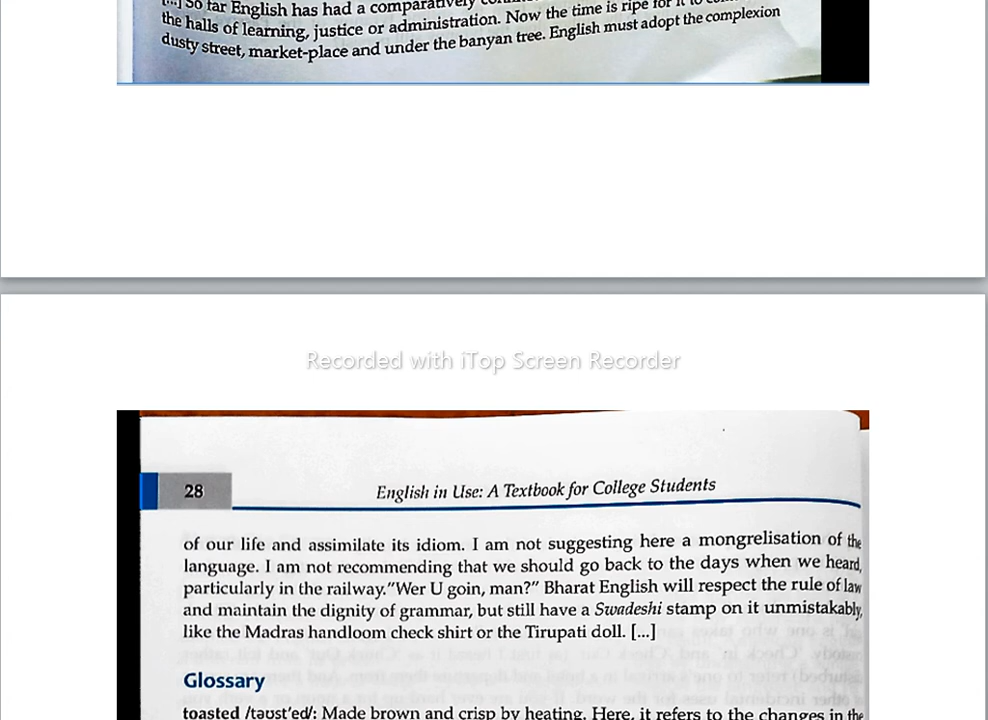 [...] So far English has had a comparatively
the halls of learning, justice or administration. Now the time is ripe for it to
dusty street, market-place and under the banyan tree. English must adopt the complexion
Recorded with iTop Screen Recorder
28
English in Use: A Textbook for College Students
of our life and assimilate its idiom. I am not suggesting here a mongrelisation of the
language. I am not recommending that we should go back to the days when we heard,
particularly in the railway."Wer U goin, man?" Bharat English will respect the rule of law
and maintain the dignity of grammar, but still have a Swadeshi stamp on it unmistakably,
like the Madras handloom check shirt or the Tirupati doll. [...]
Glossary
toasted /təʊst'ed/: Made brown and crisp by heating. Here, it refers to the changes in the